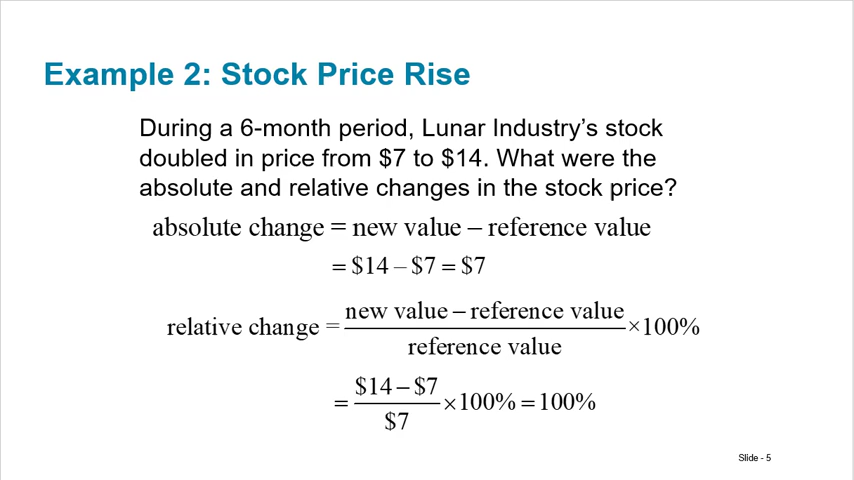 Example 2: Stock Price Rise
During a 6-month period, Lunar Industry’s stock
doubled in price from $7 to $14. What were the
absolute and relative changes in the stock price?
absolute change = new value − reference value
= $14 − $7 = $7
relative change = new value − reference value / reference value ×100%
= $14 − $7 / $7 ×100% = 100%
Slide - 5